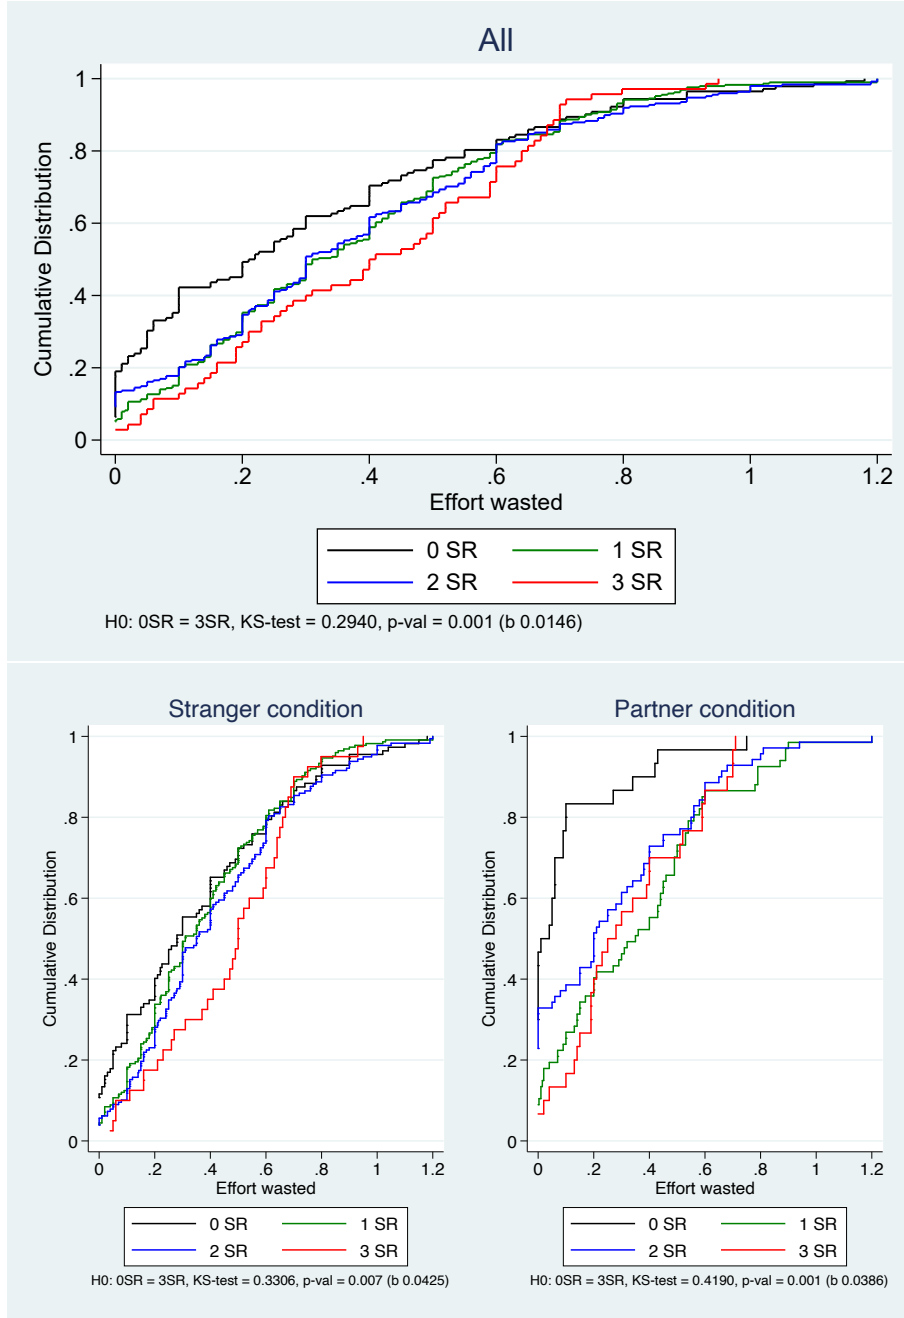 All
Cumulative Distribution
1
.8
.6
.4
.2
0
0 .2 .4 .6 .8 1 1.2
Effort wasted
0 SR 1 SR
2 SR 3 SR
H0: 0SR = 3SR, KS-test = 0.2940, p-val = 0.001 (b 0.0146)
Stranger condition
Cumulative Distribution
1
.8
.6
.4
.2
0
0 .2 .4 .6 .8 1 1.2
Effort wasted
0 SR 1 SR
2 SR 3 SR
H0: 0SR = 3SR, KS-test = 0.3306, p-val = 0.007 (b 0.0425)
Partner condition
Cumulative Distribution
1
.8
.6
.4
.2
0
0 .2 .4 .6 .8 1 1.2
Effort wasted
0 SR 1 SR
2 SR 3 SR
H0: 0SR = 3SR, KS-test = 0.4190, p-val = 0.001 (b 0.0386)